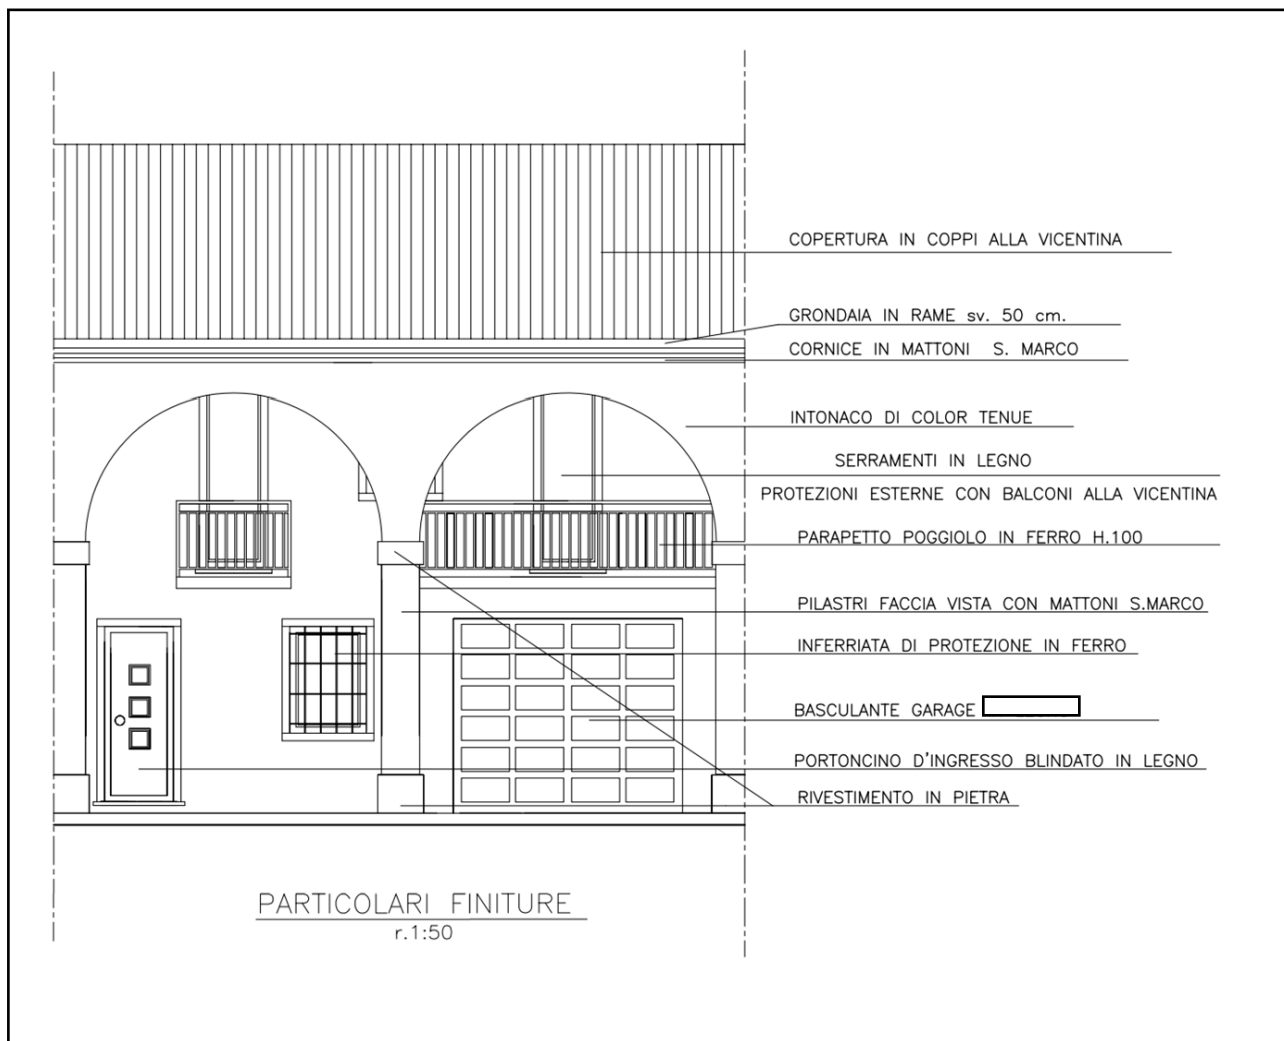 COPERTURA IN COPPI ALLA VICENTINA
GRONDAIA IN RAME sv. 50 cm.
CORNICE IN MATTONI S. MARCO
INTONACO DI COLOR TENUE
SERRAMENTI IN LEGNO
PROTEZIONI ESTERNE CON BALCONI ALLA VICENTINA
PARAPETTO POGGIOLO IN FERRO H.100
PILASTRI FACCIA VISTA CON MATTONI S.MARCO
INFERRIATA DI PROTEZIONE IN FERRO
BASCULANTE GARAGE
PORTONCINO D'INGRESSO BLINDATO IN LEGNO
RIVESTIMENTO IN PIETRA
PARTICOLARI FINITURE
r.1:50